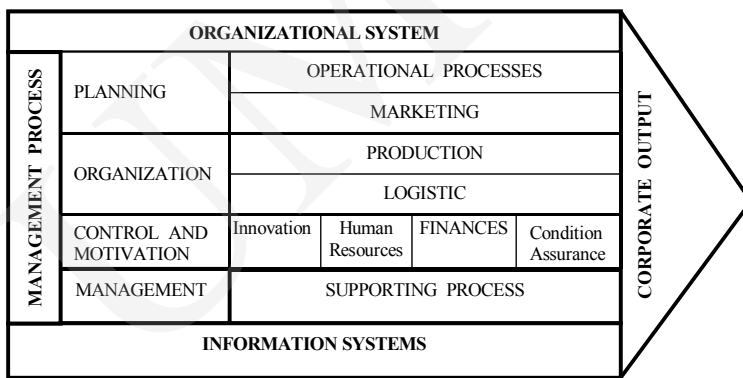 ORGANIZATIONAL SYSTEM
MANAGEMENT PROCESS
PLANNING
OPERATIONAL PROCESSES
MARKETING
ORGANIZATION
PRODUCTION
LOGISTIC
CONTROL AND
MOTIVATION
Innovation
Human
Resources
FINANCES
Condition
Assurance
MANAGEMENT
SUPPORTING PROCESS
INFORMATION SYSTEMS
CORPORATE OUTPUT